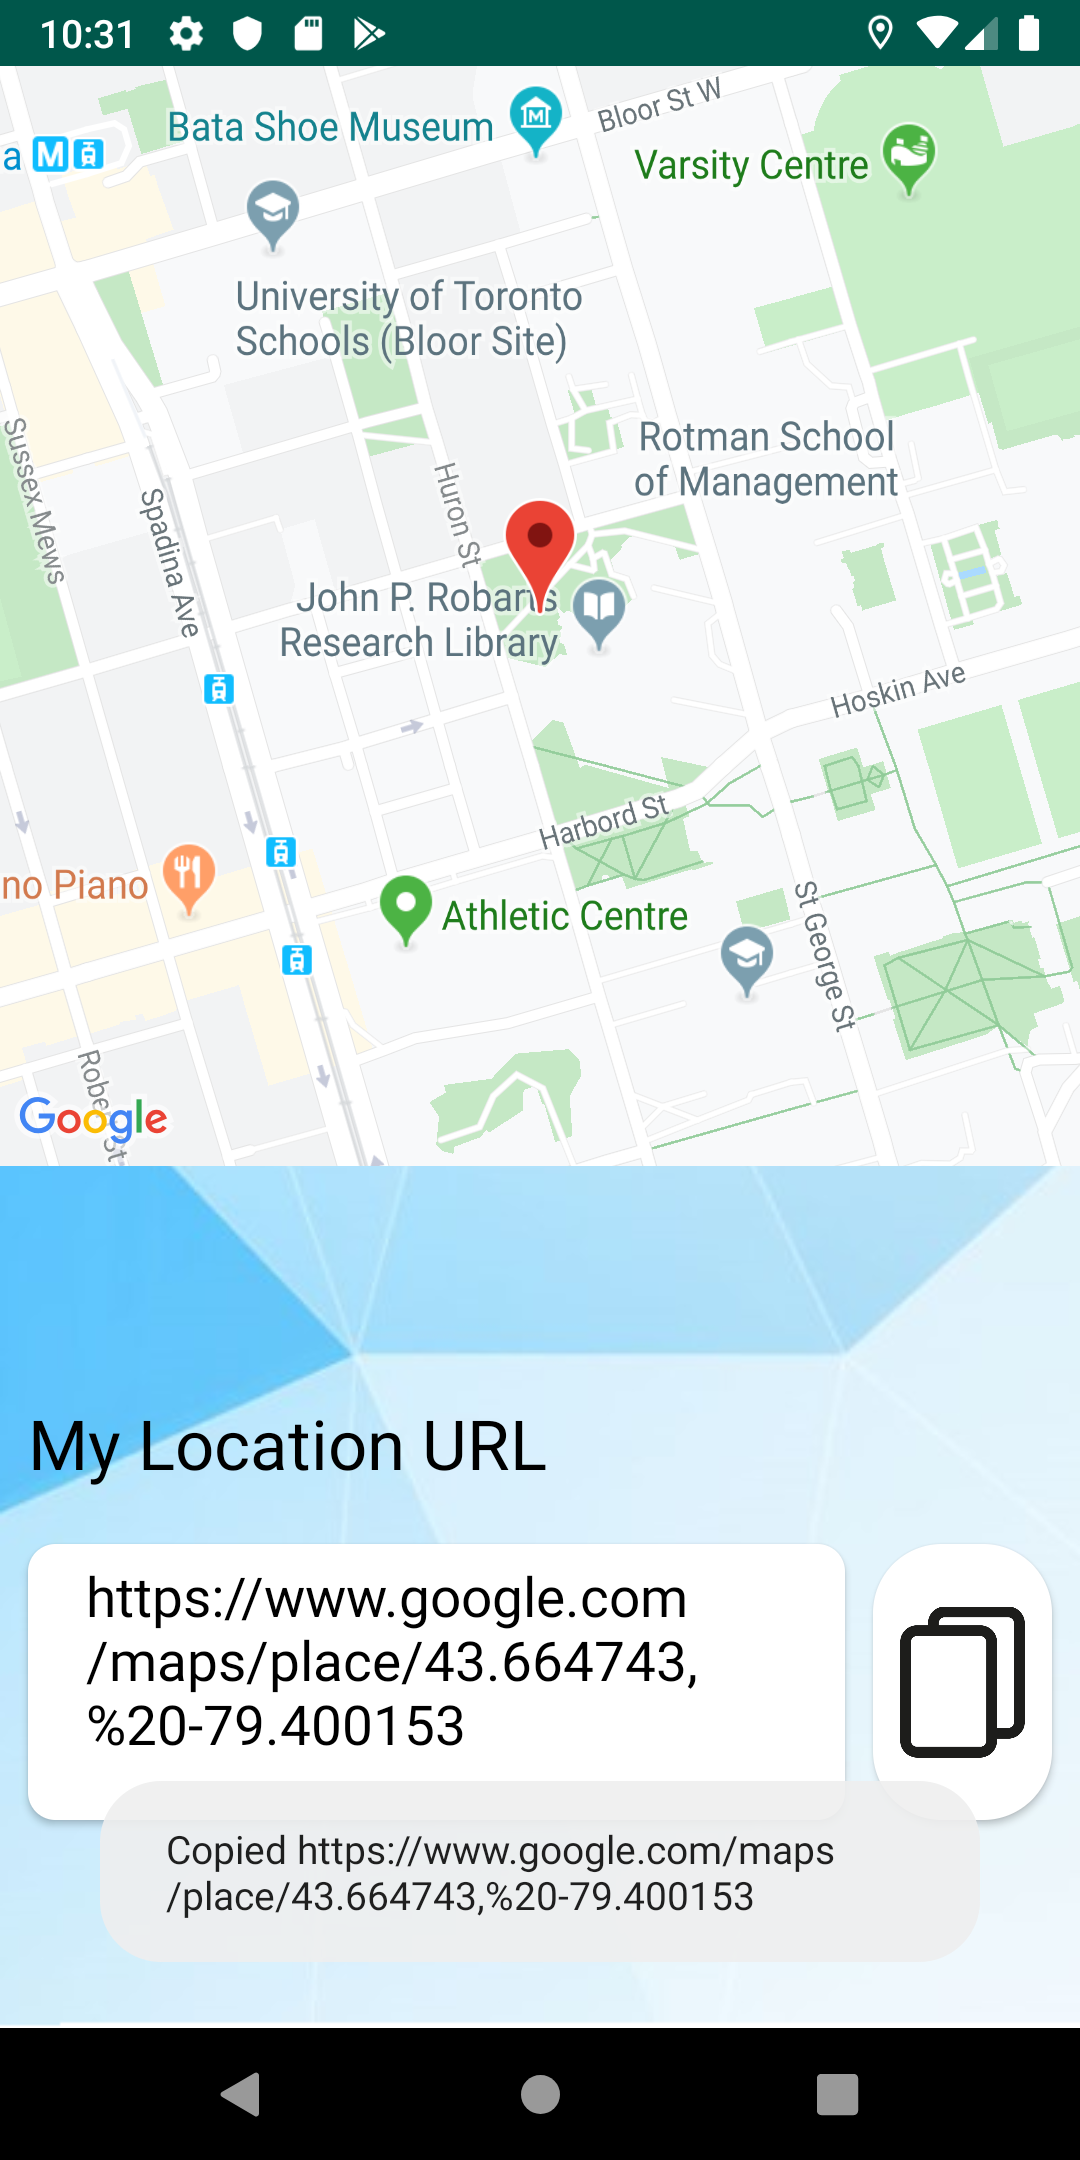 10:31
Bata Shoe Museum
Bloor St W
a
Varsity Centre
University of Toronto
Schools (Bloor Site)
Rotman School
of Management
Sussex Mews
Spadina Ave
Huron St
John P. Robarts
Research Library
Hoskin Ave
Harbord St
no Piano
Athletic Centre
St George St
Google
My Location URL
https://www.google.com
/maps/place/43.664743,
%20-79.400153
Copied https://www.google.com/maps
/place/43.664743,%20-79.400153